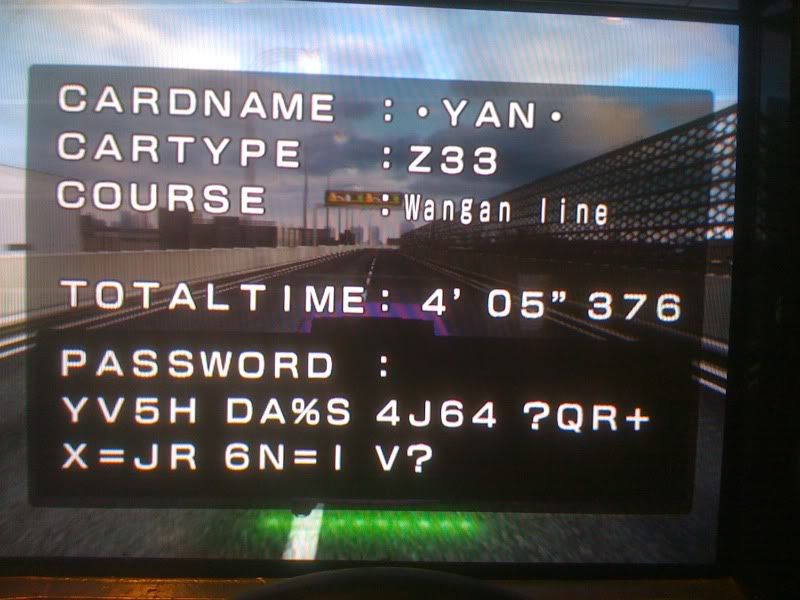 CARDNAME : •YAN•
CARTYPE : Z33
COURSE : Wangan line
TOTALTIME: 4' 05" 376
PASSWORD :
YV5H DA%S 4J64 ?QR+
X=JR 6N=I V?